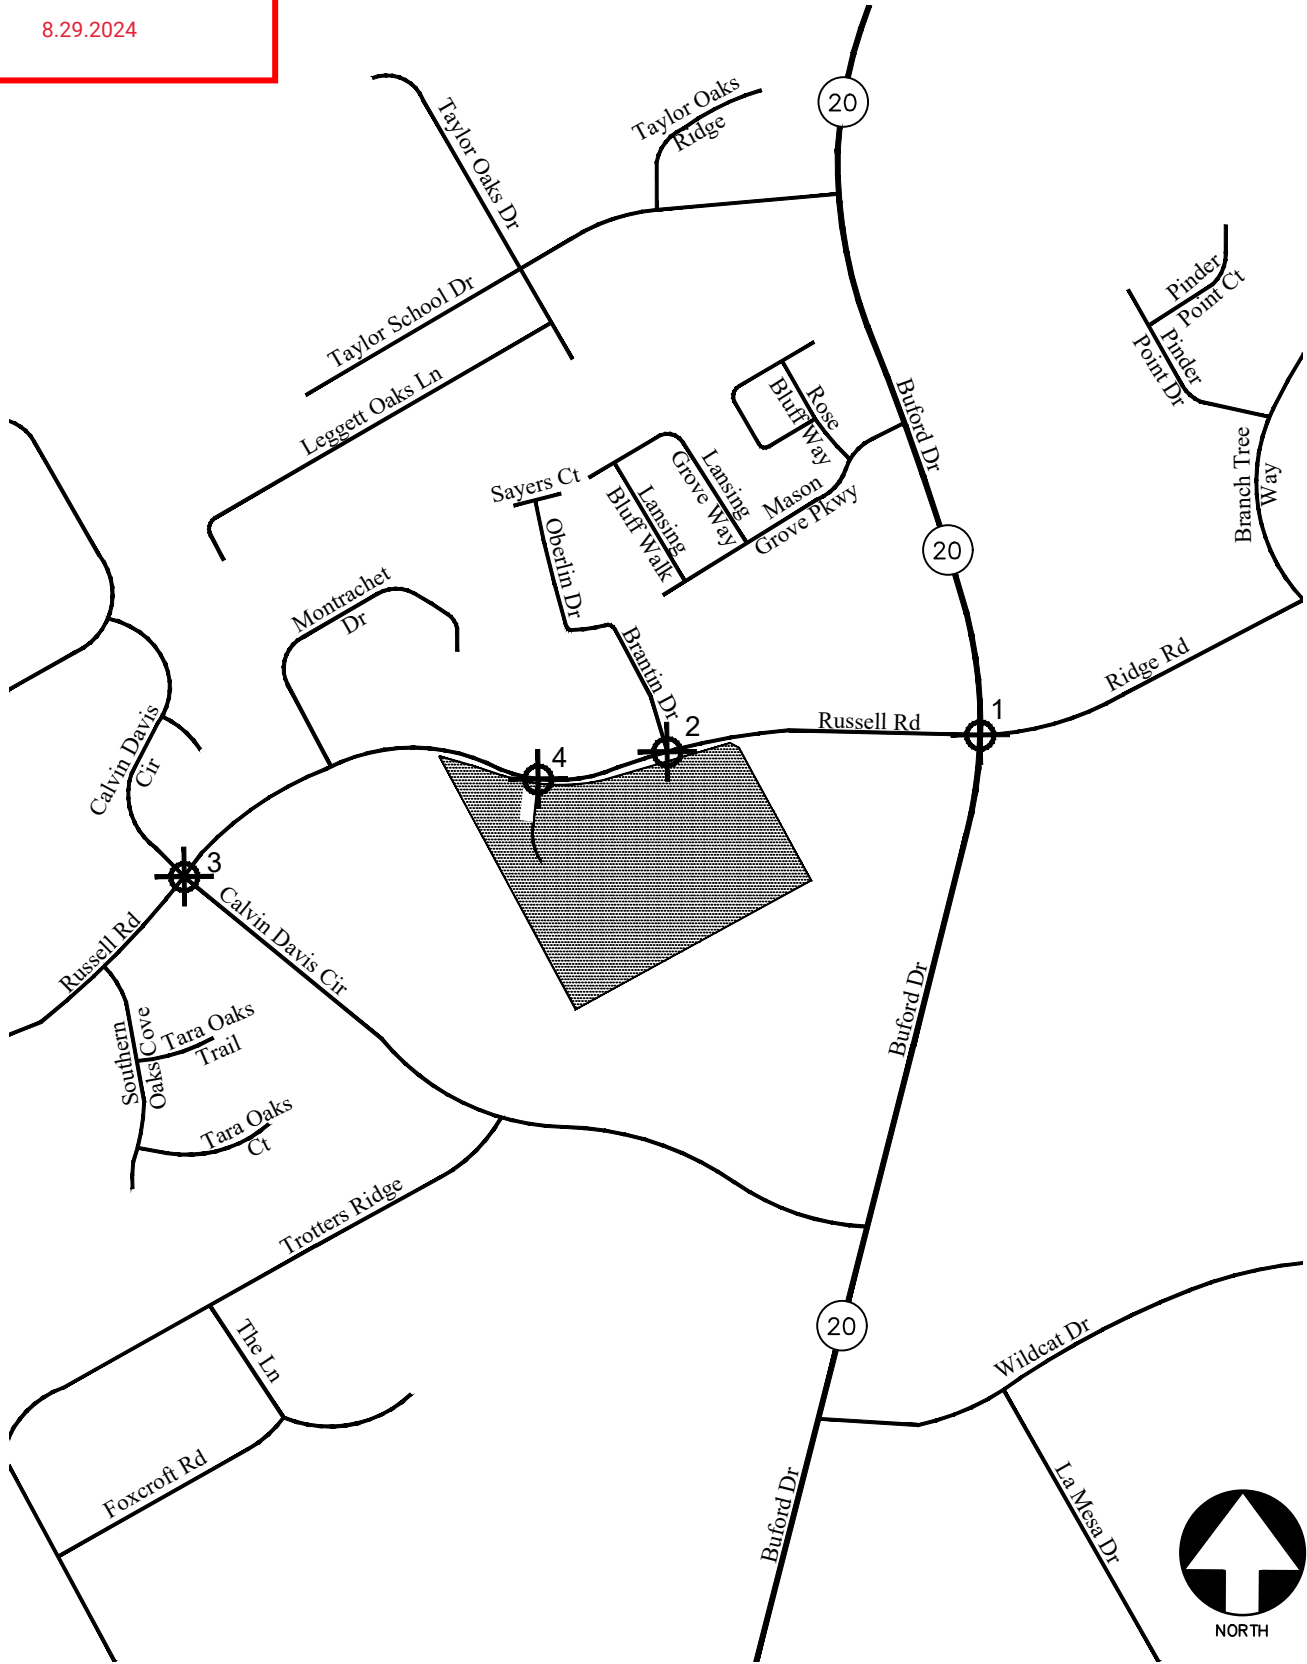 8.29.2024
20
Taylor Oaks
Ridge
Taylor Oaks Dr
Taylor School Dr
Leggett Oaks Ln
Pinder
Point Ct
Pinder
Point Dr
Rose
Bluff Way
Buford Dr
Branch Tree
Way
Lansing
Grove Way
Lansing
Bluff Walk
Mason
Grove Pkwy
Sayers Ct
Oberlin Dr
20
Montrachet
Dr
Brantin Dr
Ridge Rd
Russell Rd
1
2
4
3
Calvin Davis
Cir
Calvin Davis Cir
Russell Rd
Buford Dr
Southern
Oaks Cove
Tara Oaks
Trail
Tara Oaks
Ct
Trotters Ridge
The Ln
20
Wildcat Dr
Foxcroft Rd
Buford Dr
La Mesa Dr
NORTH